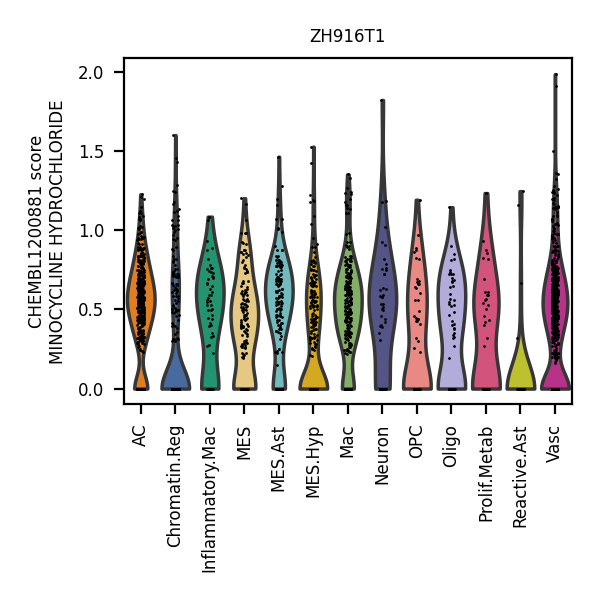 ZH916T1
CHEMBL1200881 score
MINOCYCLINE HYDROCHLORIDE
2.0
1.5
1.0
0.5
0.0
AC
Chromatin.Reg
Inflammatory.Mac
MES
MES.Ast
MES.Hyp
Mac
Neuron
OPC
Oligo
Prolif.Metab
Reactive.Ast
Vasc